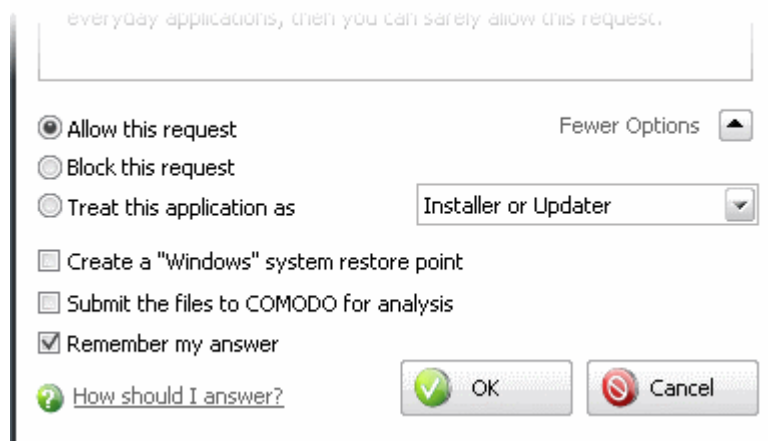 everyday applications, then you can safely allow this request.
Allow this request
Fewer Options
Block this request
Treat this application as
Installer or Updater
Create a "Windows" system restore point
Submit the files to COMODO for analysis
Remember my answer
How should I answer?
OK
Cancel